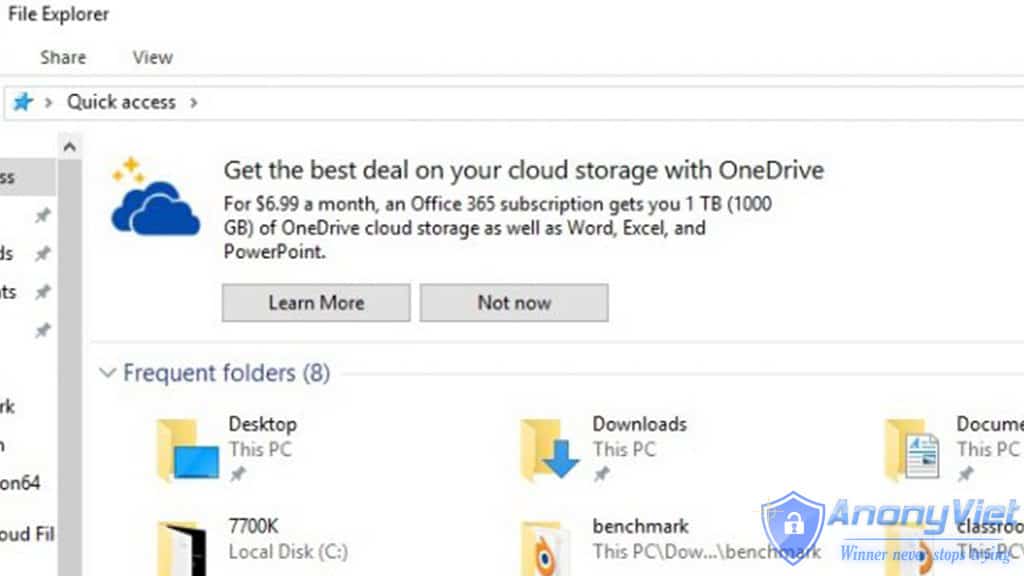 File Explorer
Share View
Quick access
ss
Get the best deal on your cloud storage with OneDrive
For $6.99 a month, an Office 365 subscription gets you 1 TB (1000
GB) of OneDrive cloud storage as well as Word, Excel, and
PowerPoint.
ds
nts
Learn More Not now
Frequent folders (8)
rk
n
on64
oud Fil
Desktop Downloads Docume
This PC This PC This PC
7700K benchmark classroo
Local Disk (C:) This PC\Dow...\benchmark This PC\
AnonyViet
Winner never stops trying